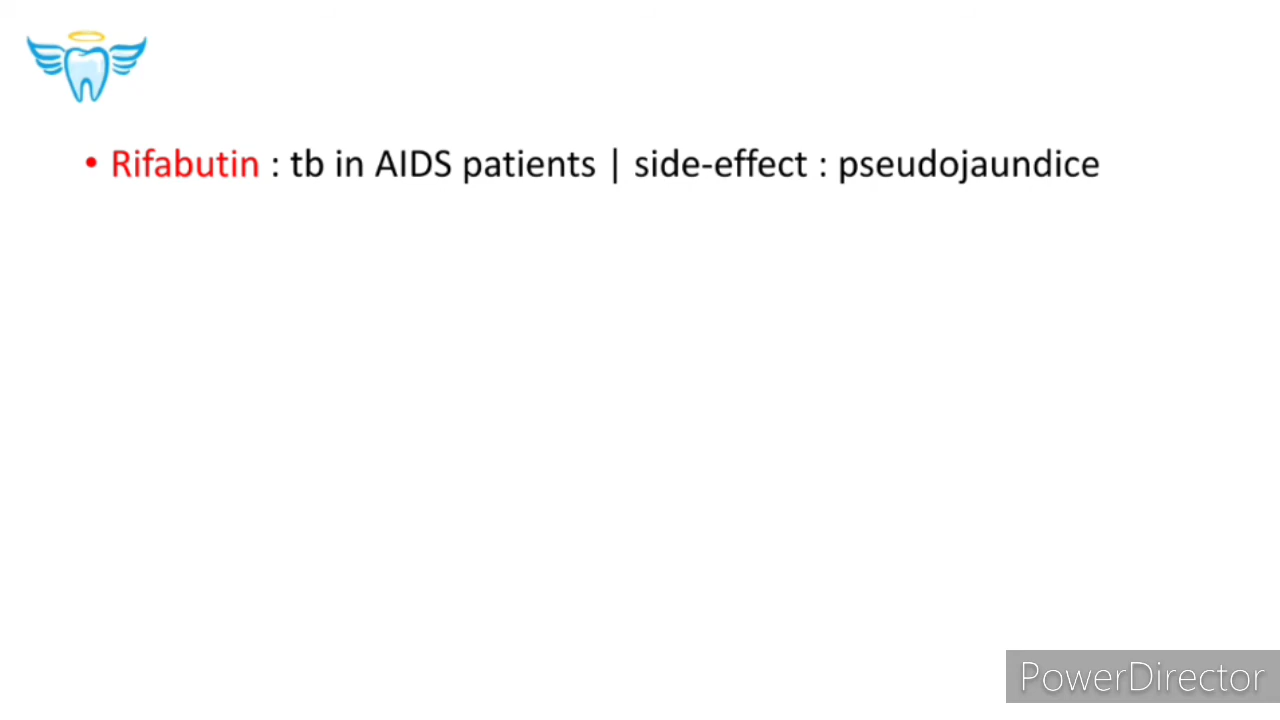 • Rifabutin : tb in AIDS patients | side-effect : pseudojaundice
PowerDirector